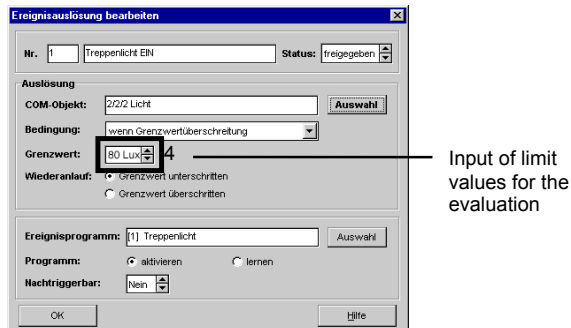 Ereignisauslösung bearbeiten
Nr. 1 Treppenlicht EIN Status: freigegeben
Auslösung
COM-Objekt: 2/2/2 Licht Auswahl
Bedingung: wenn Grenzwertüberschreitung
Grenzwert: 80 Lux 4
Wiederanlauf: Grenzwert unterschritten
Grenzwert überschritten
Input of limit
values for the
evaluation
Ereignisprogramm: [1] Treppenlicht Auswahl
Programm: aktivieren lernen
Nachtriggerbar: Nein
OK Hilfe